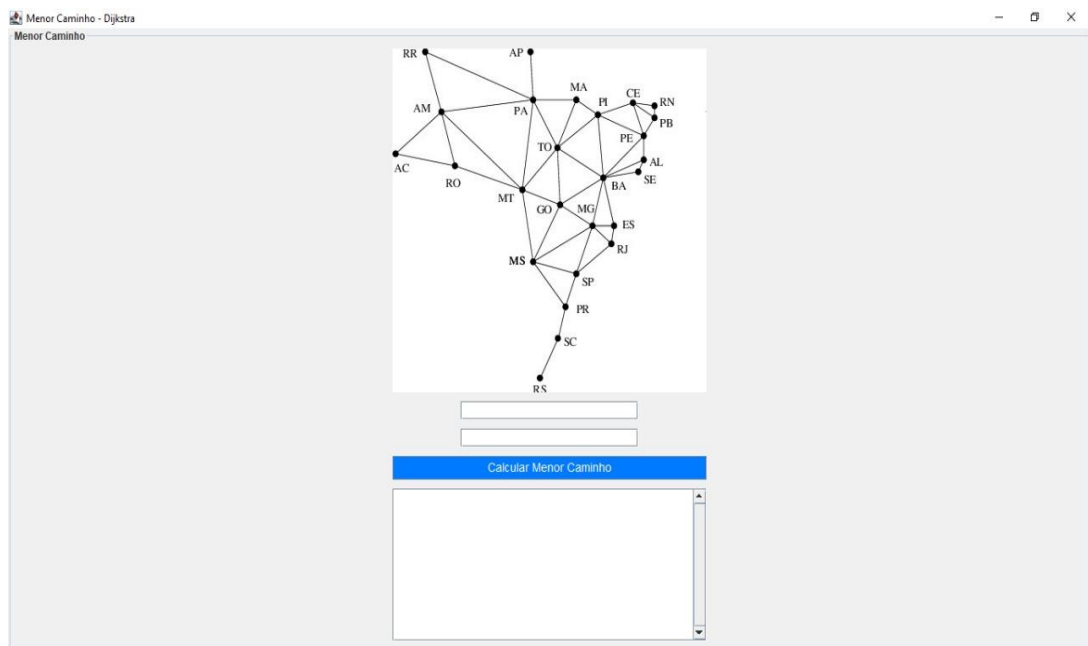 Menor Caminho - Dijkstra
Menor Caminho
RR
AP
MA
CE
AM
PA
PI
RN
PB
PE
TO
AL
AC
RO
SE
BA
MT
GO
MG
ES
RJ
MS
SP
PR
SC
RS
Calcular Menor Caminho